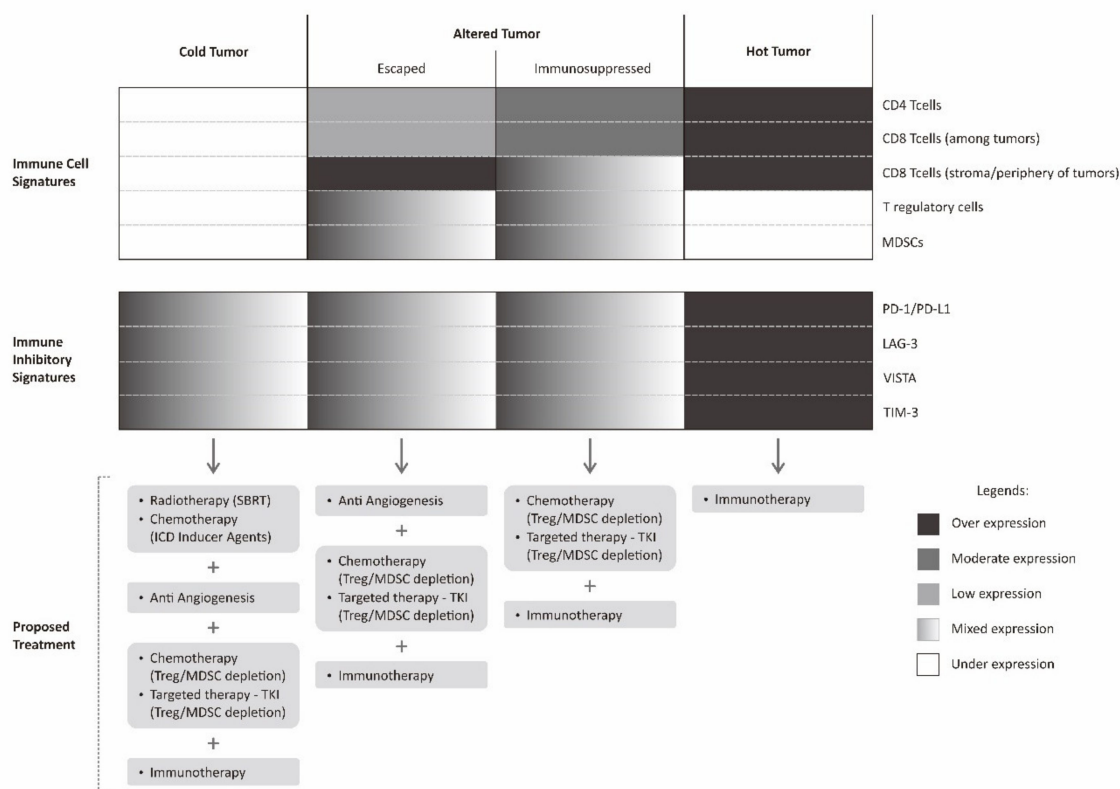 Cold Tumor
Altered Tumor
Hot Tumor
Escaped
Immunosuppressed
Immune Cell
Signatures
CD4 Tcells
CD8 Tcells (among tumors)
CD8 Tcells (stroma/periphery of tumors)
T regulatory cells
MDSCs
Immune
Inhibitory
Signatures
PD-1/PD-L1
LAG-3
VISTA
TIM-3
Proposed
Treatment
• Radiotherapy (SBRT)
• Chemotherapy
(ICD Inducer Agents)
+
• Anti Angiogenesis
+
• Chemotherapy
(Treg/MDSC depletion)
• Targeted therapy - TKI
(Treg/MDSC depletion)
+
• Immunotherapy
• Anti Angiogenesis
+
• Chemotherapy
(Treg/MDSC depletion)
• Targeted therapy - TKI
(Treg/MDSC depletion)
+
• Immunotherapy
• Chemotherapy
(Treg/MDSC depletion)
• Targeted therapy - TKI
(Treg/MDSC depletion)
+
• Immunotherapy
• Immunotherapy
Legends:
Over expression
Moderate expression
Low expression
Mixed expression
Under expression